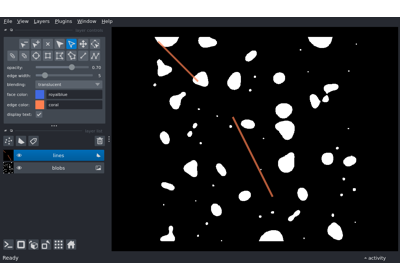 File View Layers Plugins Window Help
opacity: 0.70
edge width: 5
blending: translucent
face color: royalblue
edge color: coral
display text:
lines
blobs
Ready
activity